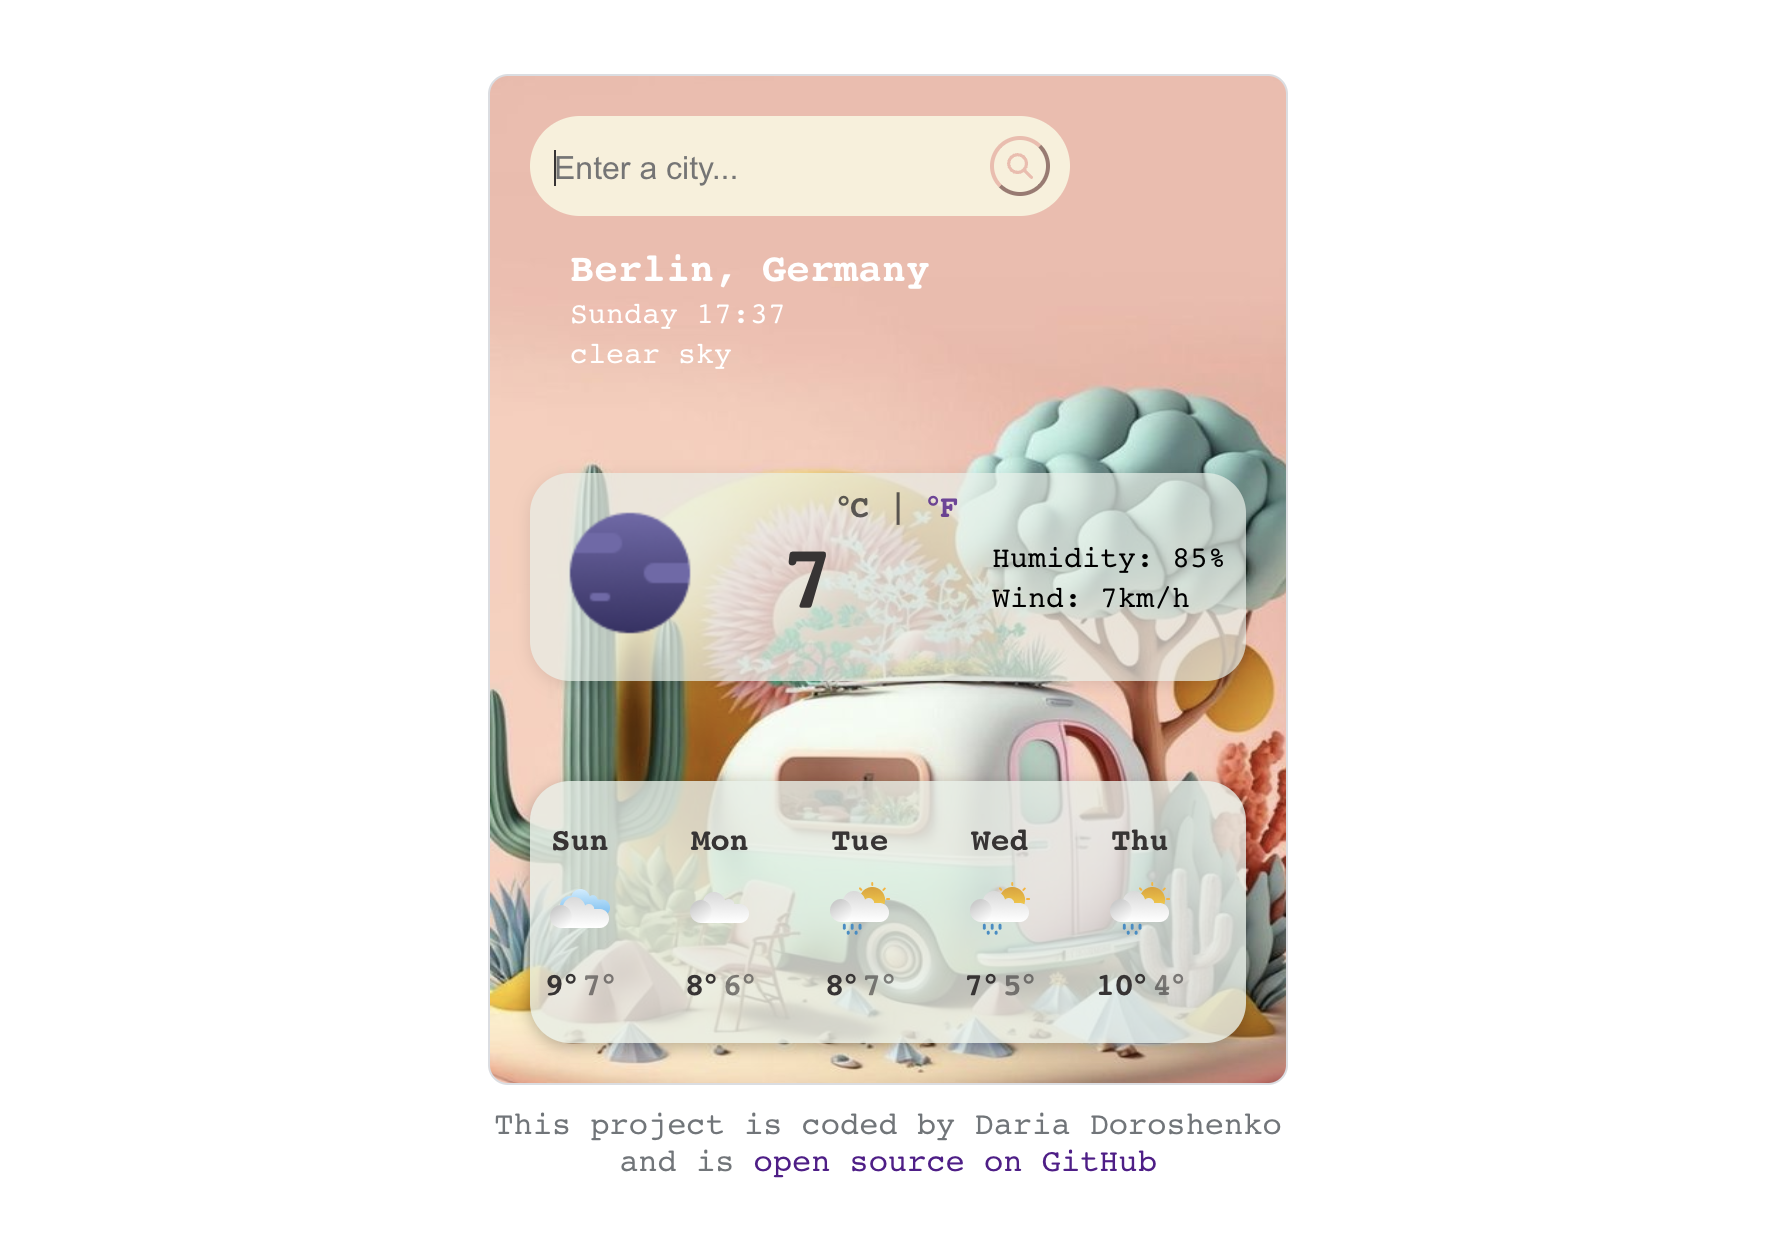 Enter a city...
Berlin, Germany
Sunday 17:37
clear sky
°C | °F
7
Humidity: 85%
Wind: 7km/h
Sun Mon Tue Wed Thu
9° 7° 8° 6° 8° 7° 7° 5° 10° 4°
This project is coded by Daria Doroshenko
and is open source on GitHub